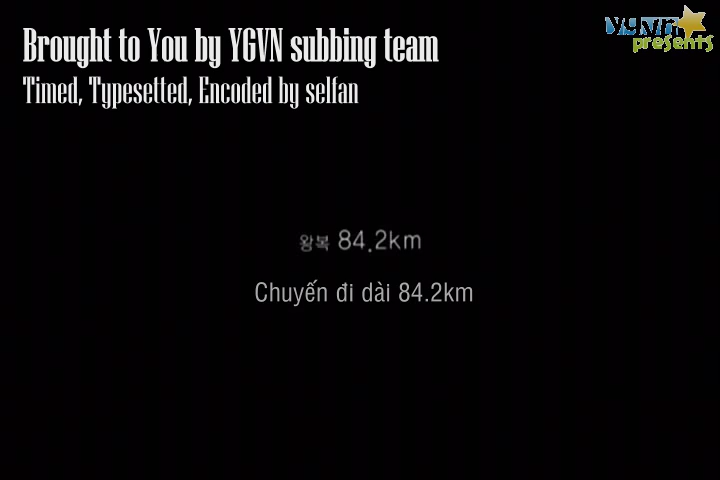 Brought to You by YGVN subbing team
Timed, Typesetted, Encoded by selfan
YGVN
presents
왕복 84.2km
Chuyến đi dài 84.2km